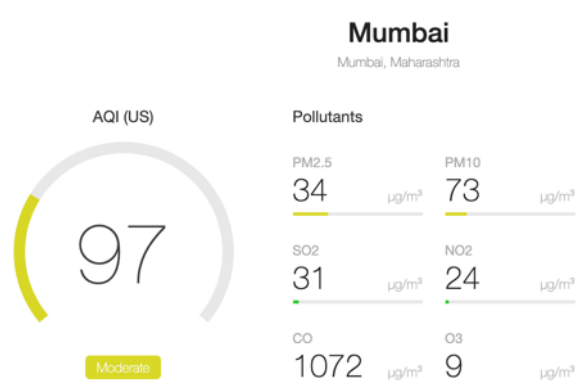 Mumbai
Mumbai, Maharashtra
AQI (US)
97
Moderate
Pollutants
PM2.5 PM10
34 µg/m³ 73 µg/m³
SO2 NO2
31 µg/m³ 24 µg/m³
CO O3
1072 µg/m³ 9 µg/m³